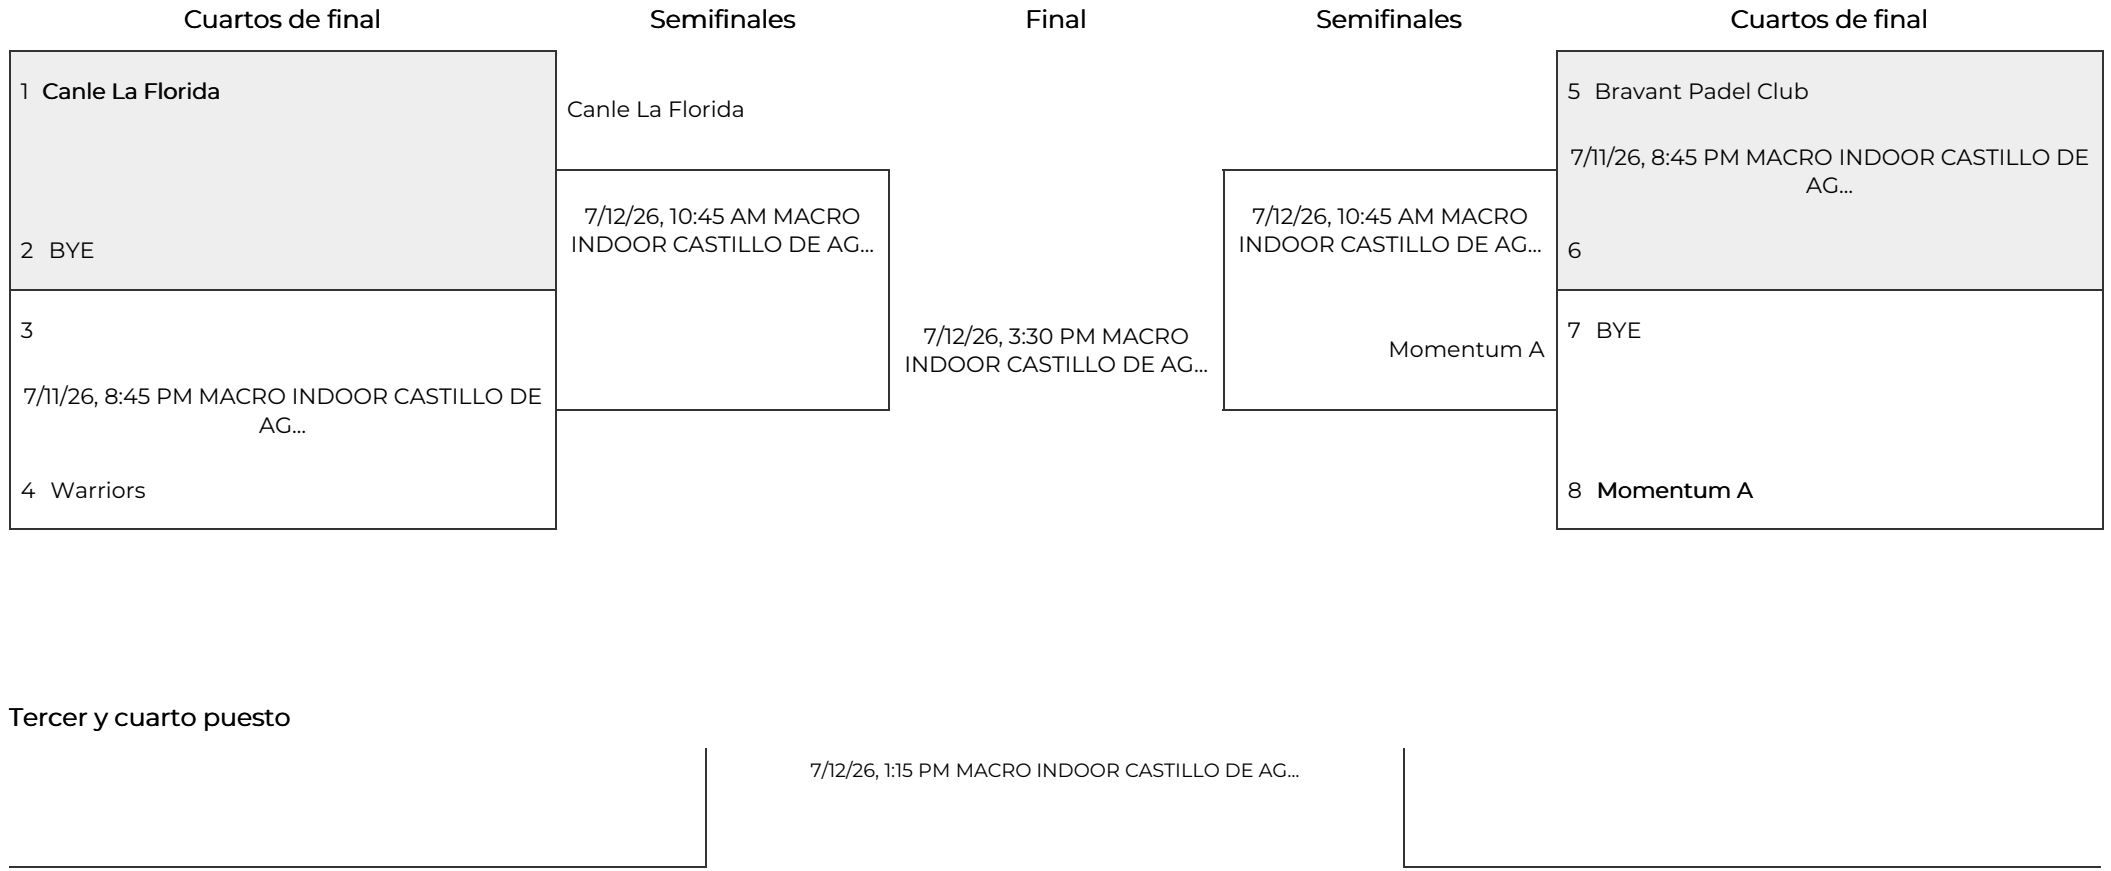 Cuartos de final
Semifinales
Final
Semifinales
Cuartos de final
1 Canle La Florida
2 BYE
3
7/11/26, 8:45 PM MACRO INDOOR CASTILLO DE
AG...
4 Warriors
Canle La Florida
7/12/26, 10:45 AM MACRO
INDOOR CASTILLO DE AG...
7/12/26, 3:30 PM MACRO
INDOOR CASTILLO DE AG...
7/12/26, 10:45 AM MACRO
INDOOR CASTILLO DE AG...
Momentum A
5 Bravant Padel Club
7/11/26, 8:45 PM MACRO INDOOR CASTILLO DE
AG...
6
7 BYE
8 Momentum A
Tercer y cuarto puesto
7/12/26, 1:15 PM MACRO INDOOR CASTILLO DE AG...